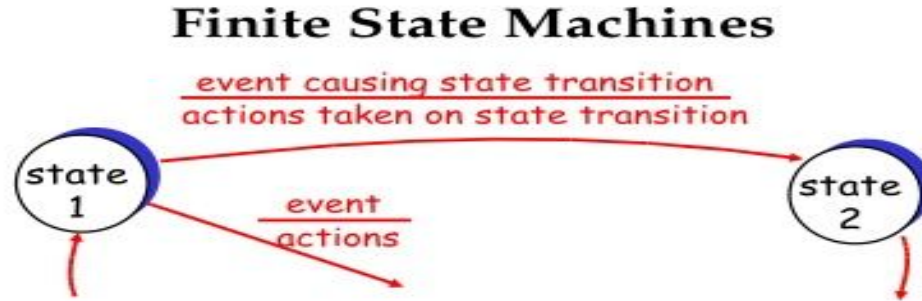 Finite State Machines
event causing state transition
actions taken on state transition
state
1
event
actions
state
2